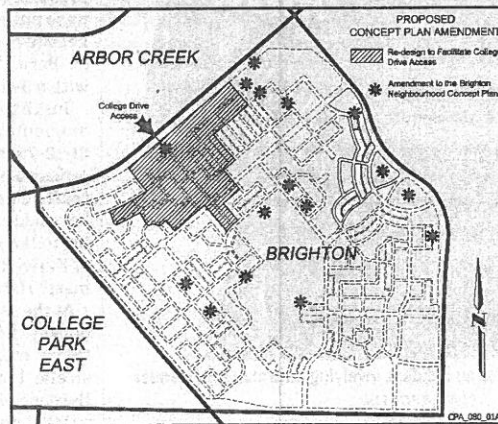 PROPOSED
CONCEPT PLAN AMENDMENT
Re-design to Facilitate College
Drive Access
Amendment to the Brighton
Neighbourhood Concept Plan
ARBOR CREEK
College Drive
Access
BRIGHTON
COLLEGE
PARK
EAST
N